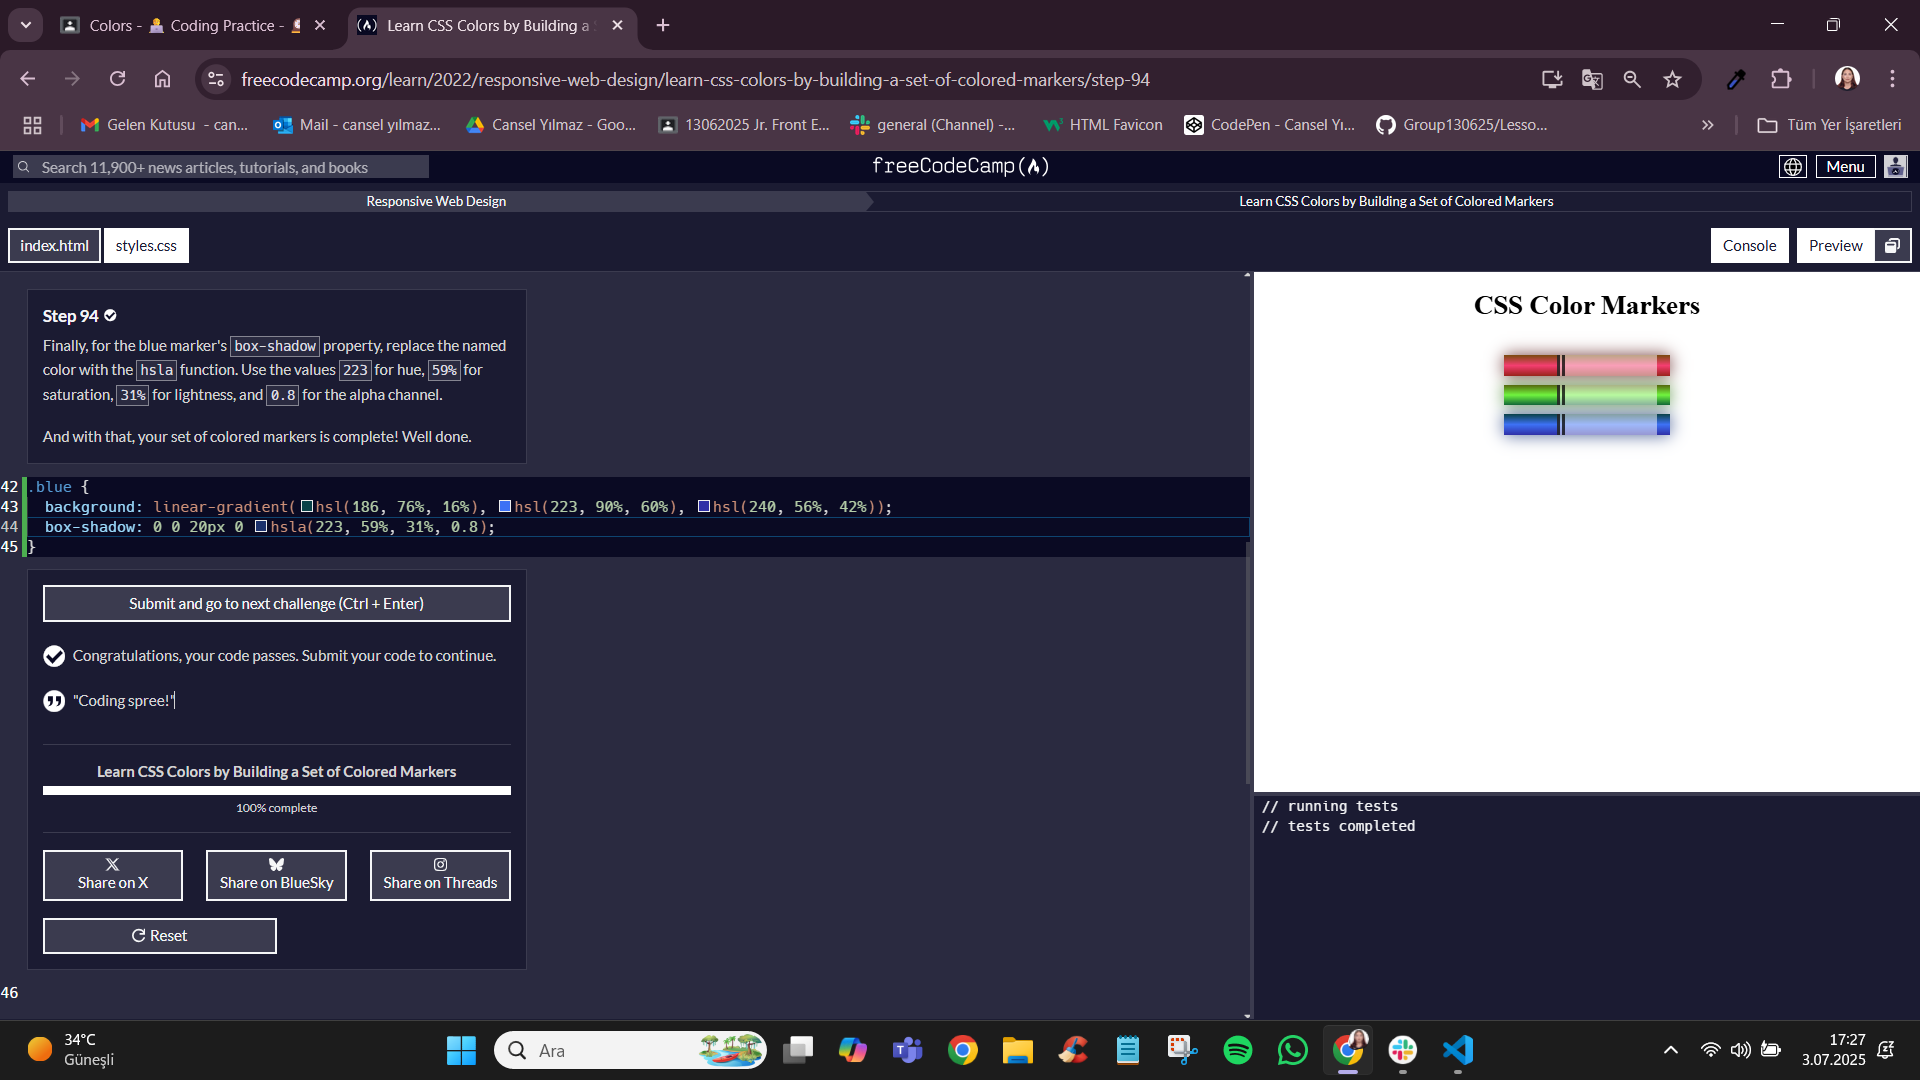 Colors - Coding Practice -
Learn CSS Colors by Building a S
freecodecamp.org/learn/2022/responsive-web-design/learn-css-colors-by-building-a-set-of-colored-markers/step-94
Gelen Kutusu - can...
Mail - cansel yılmaz...
Cansel Yılmaz - Goo...
13062025 Jr. Front E...
general (Channel) -...
HTML Favicon
CodePen - Cansel Yı...
Group130625/Lesso...
»
Tüm Yer İşaretleri
Search 11,900+ news articles, tutorials, and books
freeCodeCamp
Menu
Responsive Web Design
Learn CSS Colors by Building a Set of Colored Markers
index.html
styles.css
Console
Preview
Step 94
Finally, for the blue marker's box-shadow property, replace the named
color with the hsla function. Use the values 223 for hue, 59% for
saturation, 31% for lightness, and 0.8 for the alpha channel.
And with that, your set of colored markers is complete! Well done.
42 .blue {
43 background: linear-gradient(hsl(186, 76%, 16%), hsl(223, 90%, 60%), hsl(240, 56%, 42%));
44 box-shadow: 0 0 20px 0 hsla(223, 59%, 31%, 0.8);
45 }
Submit and go to next challenge (Ctrl + Enter)
Congratulations, your code passes. Submit your code to continue.
"Coding spree!"
Learn CSS Colors by Building a Set of Colored Markers
100% complete
Share on X
Share on BlueSky
Share on Threads
Reset
46
CSS Color Markers
// running tests
// tests completed
34°C
Güneşli
Ara
17:27
3.07.2025